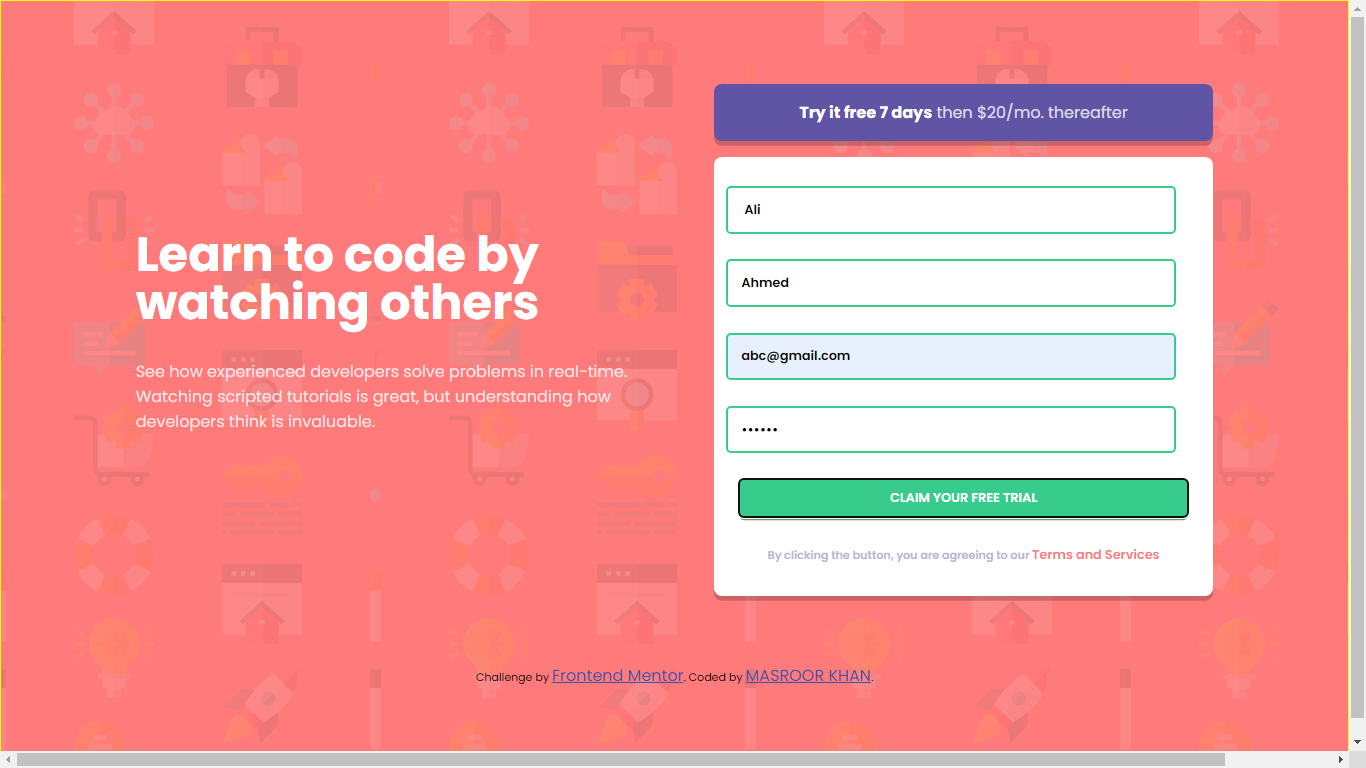 Learn to code by
watching others
See how experienced developers solve problems in real-time.
Watching scripted tutorials is great, but understanding how
developers think is invaluable.
Try it free 7 days then $20/mo. thereafter
Ali
Ahmed
abc@gmail.com
••••••
CLAIM YOUR FREE TRIAL
By clicking the button, you are agreeing to our Terms and Services
Challenge by Frontend Mentor. Coded by MASROOR KHAN.